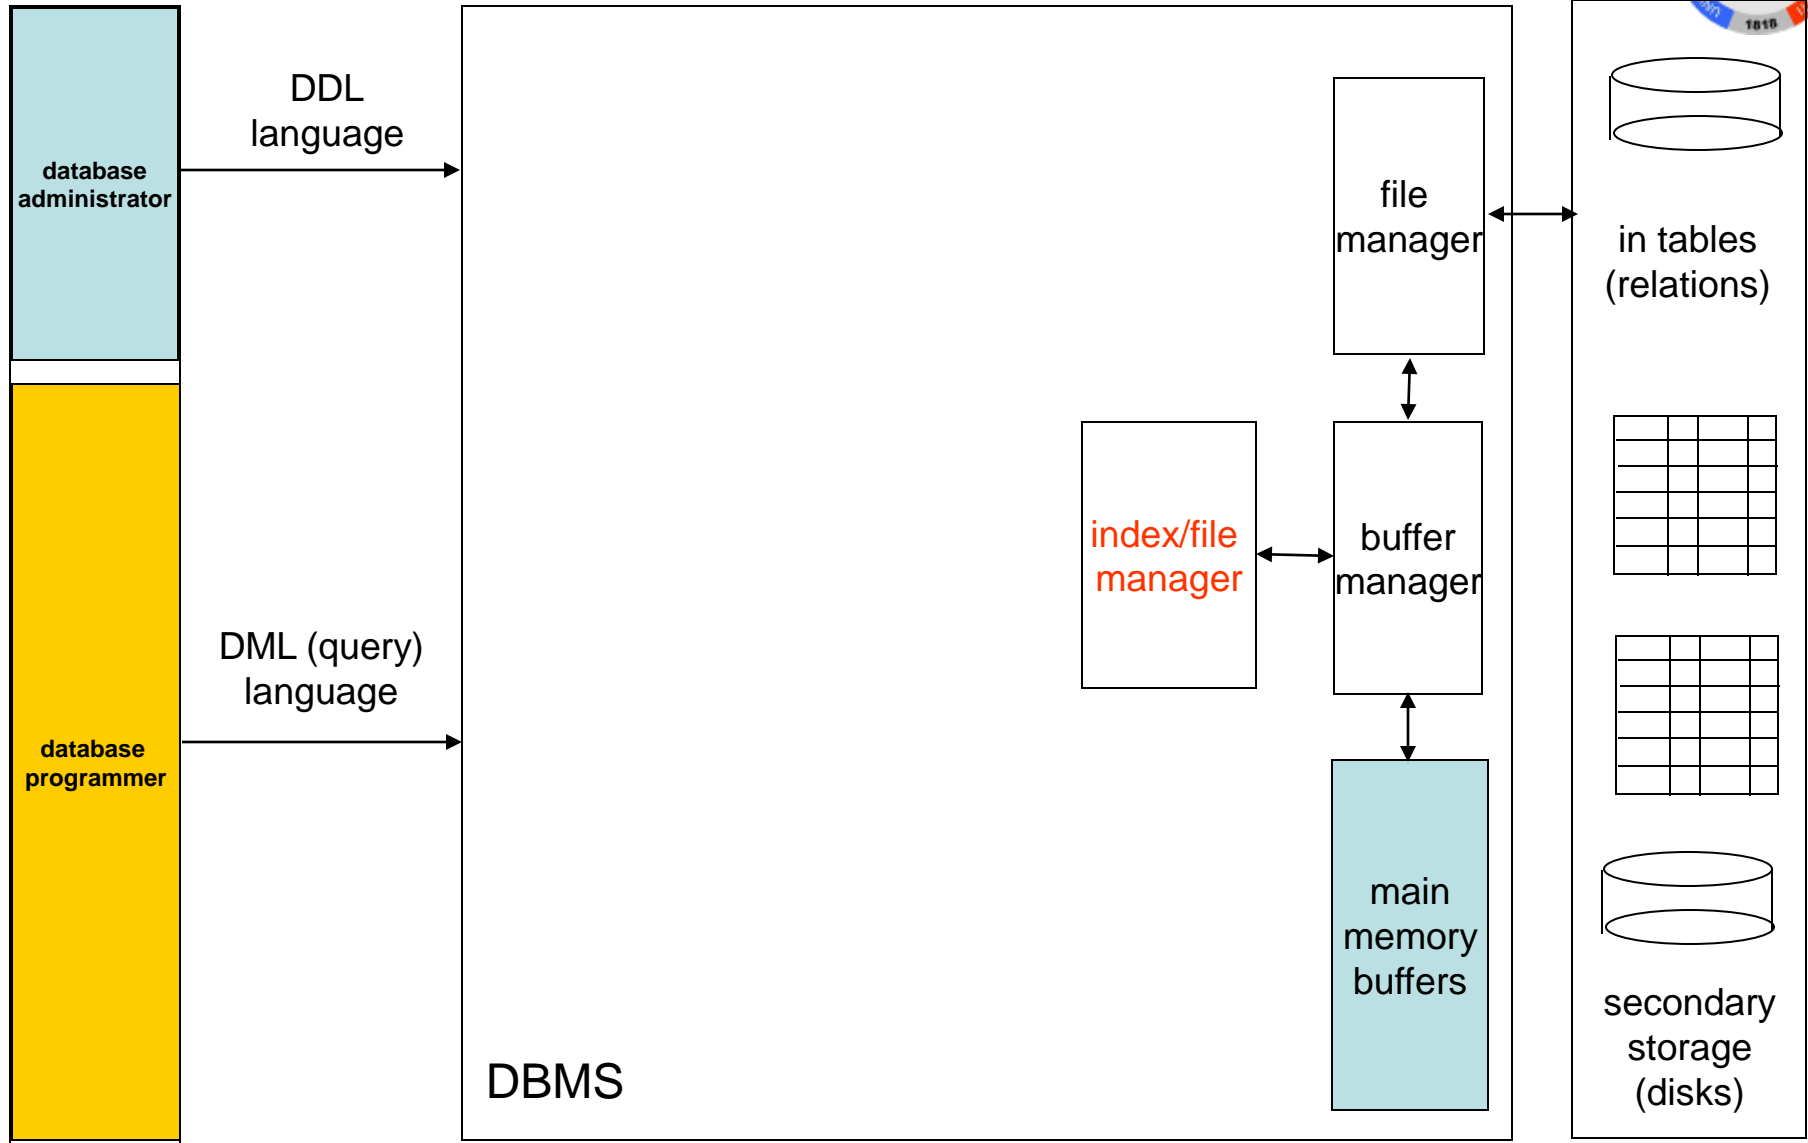 1818
DDL
language
database
administrator
file
manager
in tables
(relations)
index/file
manager
buffer
manager
DML (query)
language
database
programmer
main
memory
buffers
secondary
storage
(disks)
DBMS